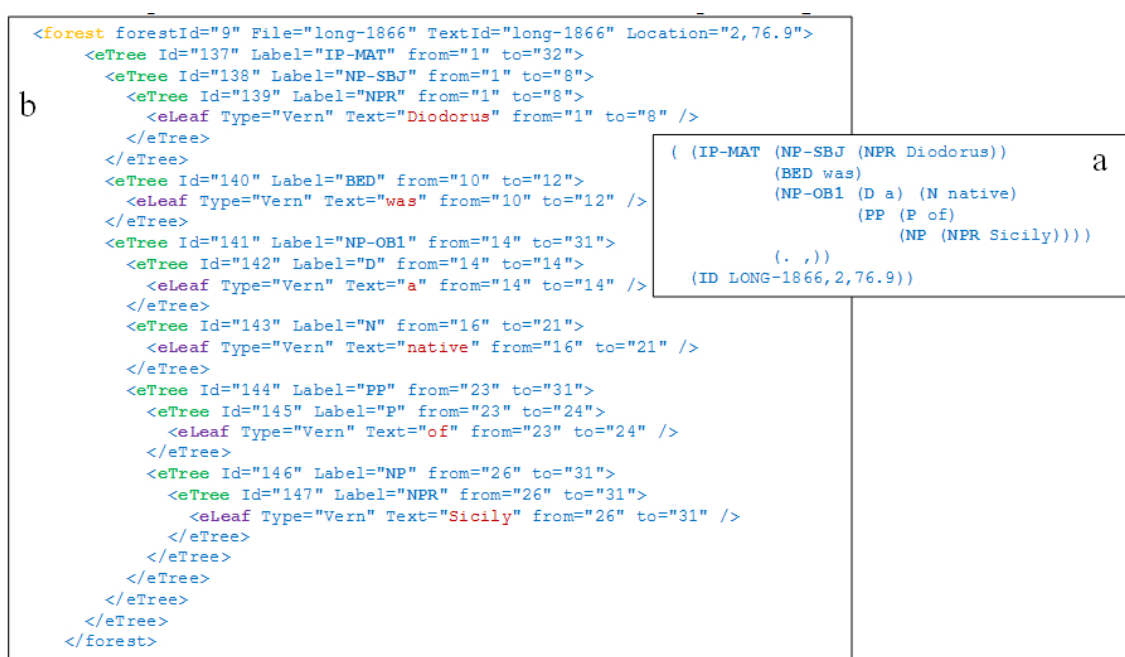 <forest forestId="9" File="long-1866" TextId="long-1866" Location="2,76.9">
<eTree Id="137" Label="IP-MAT" from="1" to="32">
<eTree Id="138" Label="NP-SBJ" from="1" to="8">
b
<eTree Id="139" Label="NPR" from="1" to="8">
<eLeaf Type="Vern" Text="Diodorus" from="1" to="8" />
</eTree>
</eTree>
<eTree Id="140" Label="BED" from="10" to="12">
<eLeaf Type="Vern" Text="was" from="10" to="12" />
</eTree>
<eTree Id="141" Label="NP-OB1" from="14" to="31">
<eTree Id="142" Label="D" from="14" to="14">
<eLeaf Type="Vern" Text="a" from="14" to="14" />
</eTree>
<eTree Id="143" Label="N" from="16" to="21">
<eLeaf Type="Vern" Text="native" from="16" to="21" />
</eTree>
<eTree Id="144" Label="PP" from="23" to="31">
<eTree Id="145" Label="P" from="23" to="24">
<eLeaf Type="Vern" Text="of" from="23" to="24" />
</eTree>
<eTree Id="146" Label="NP" from="26" to="31">
<eTree Id="147" Label="NPR" from="26" to="31">
<eLeaf Type="Vern" Text="Sicily" from="26" to="31" />
</eTree>
</eTree>
</eTree>
</eTree>
</eTree>
</forest>
( (IP-MAT (NP-SBJ (NPR Diodorus))
a
(BED was)
(NP-OB1 (D a) (N native)
(PP (P of)
(NP (NPR Sicily))))
(. ,))
(ID LONG-1866,2,76.9))